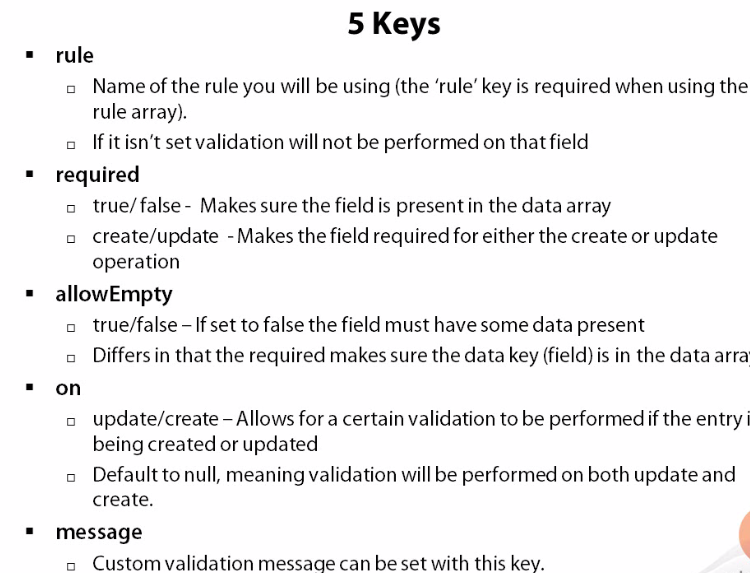 5 Keys
rule
Name of the rule you will be using (the ‘rule’ key is required when using the
rule array).
If it isn’t set validation will not be performed on that field
required
true/ false - Makes sure the field is present in the data array
create/update - Makes the field required for either the create or update
operation
allowEmpty
true/false – If set to false the field must have some data present
Differs in that the required makes sure the data key (field) is in the data arra
on
update/create – Allows for a certain validation to be performed if the entry i
being created or updated
Default to null, meaning validation will be performed on both update and
create.
message
Custom validation message can be set with this key.